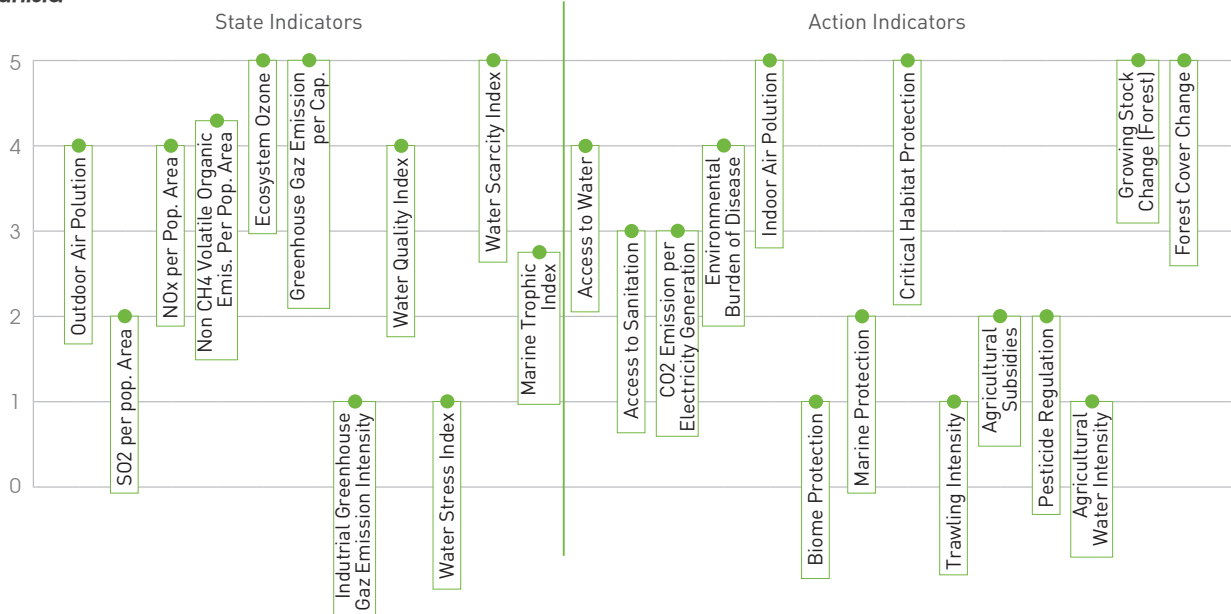 State Indicators
Action Indicators
5
4
3
2
1
0
Outdoor Air Polution
SO2 per pop. Area
NOx per Pop. Area
Non CH4 Volatile Organic
Emis. Per Pop. Area
Ecosystem Ozone
Greenhouse Gaz Emission
per Cap.
Indutrial Greenhouse
Gaz Emission Intensity
Water Quality Index
Water Stress Index
Water Scarcity Index
Marine Trophic
Index
Access to Water
Access to Sanitation
CO2 Emission per
Electricity Generation
Enviromental
Burden of Disease
Indoor Air Polution
Biome Protection
Marine Protection
Critical Habitat Protection
Trawling Intensity
Agricultural
Subsidies
Pesticide Regulation
Agricultural
Water Intensity
Growing Stock
Change (Forest)
Forest Cover Change